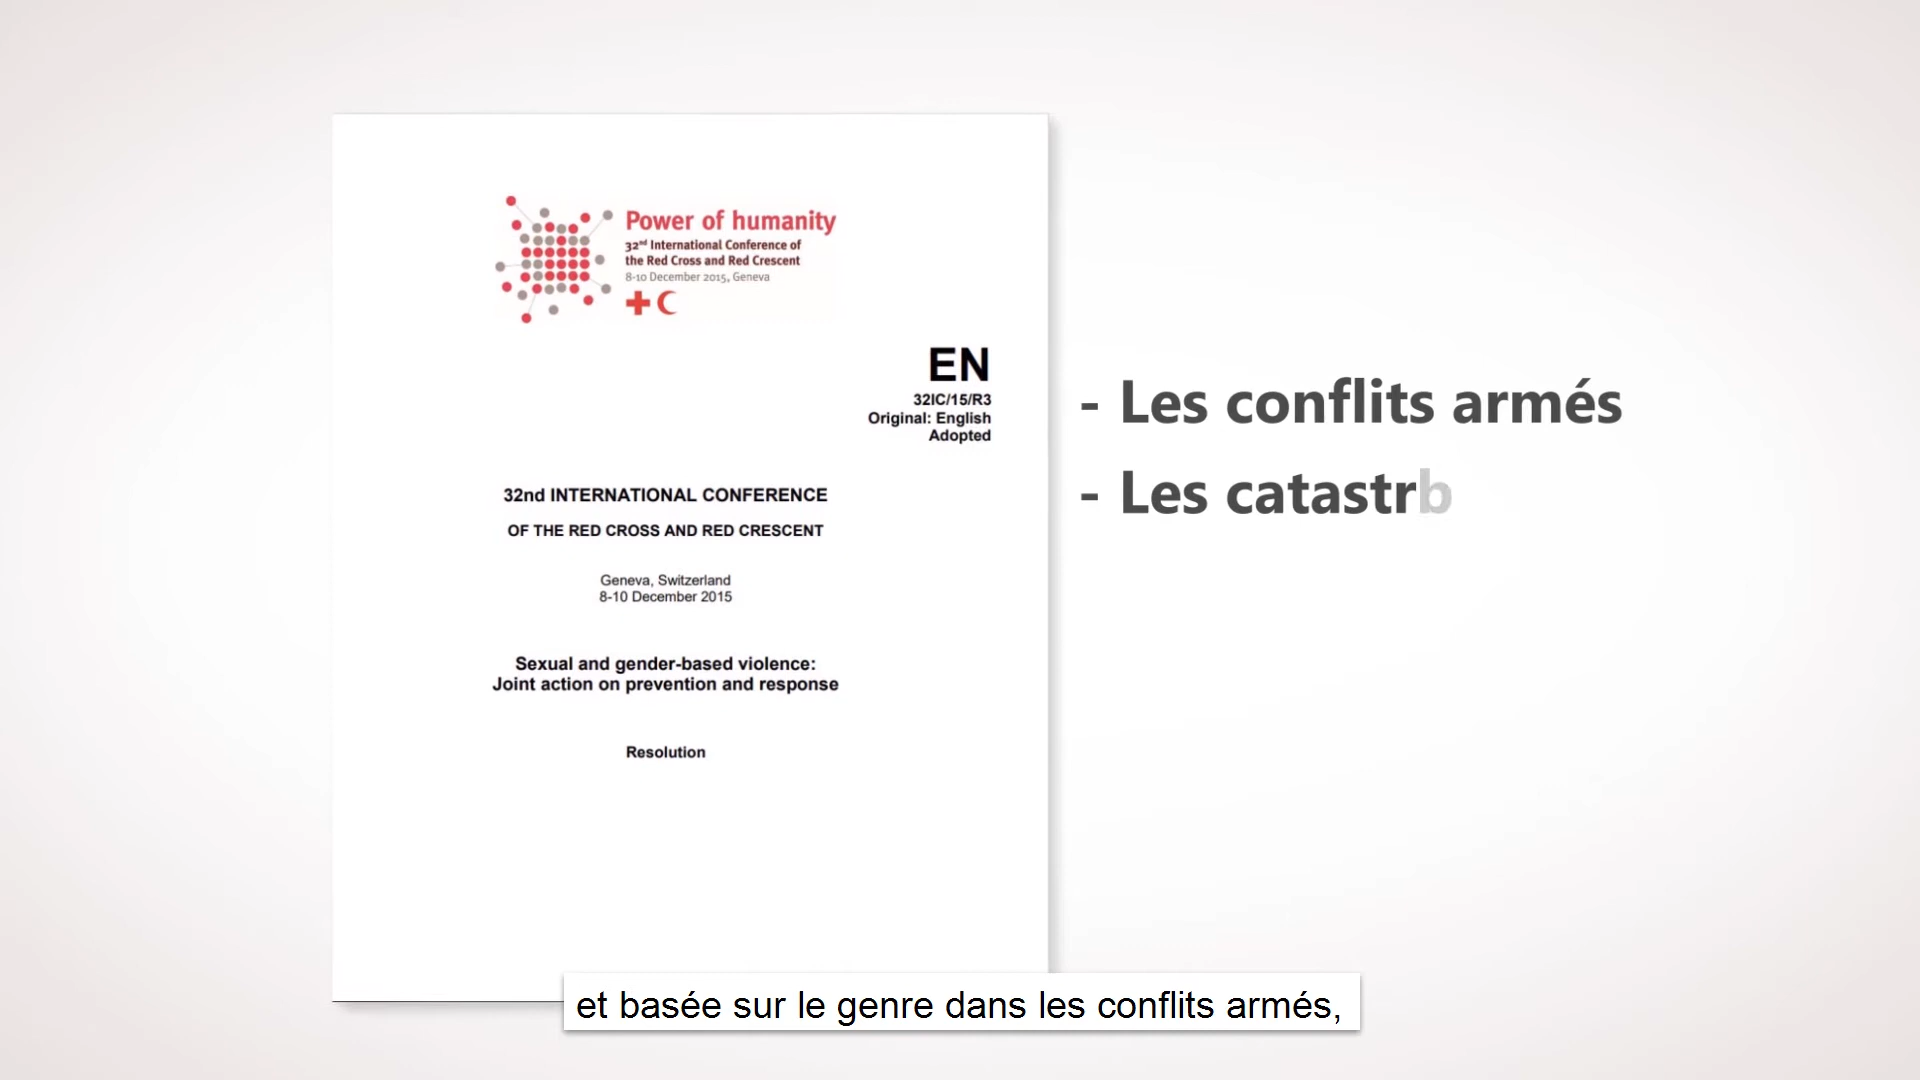 Power of humanity
32nd International Conference of
the Red Cross and Red Crescent
8-10 December 2015, Geneva
EN
32IC/15/R3
Original: English
Adopted
32nd INTERNATIONAL CONFERENCE
OF THE RED CROSS AND RED CRESCENT
Geneva, Switzerland
8-10 December 2015
Sexual and gender-based violence:
Joint action on prevention and response
Resolution
- Les conflits armés
- Les catastr
et basée sur le genre dans les conflits armés,